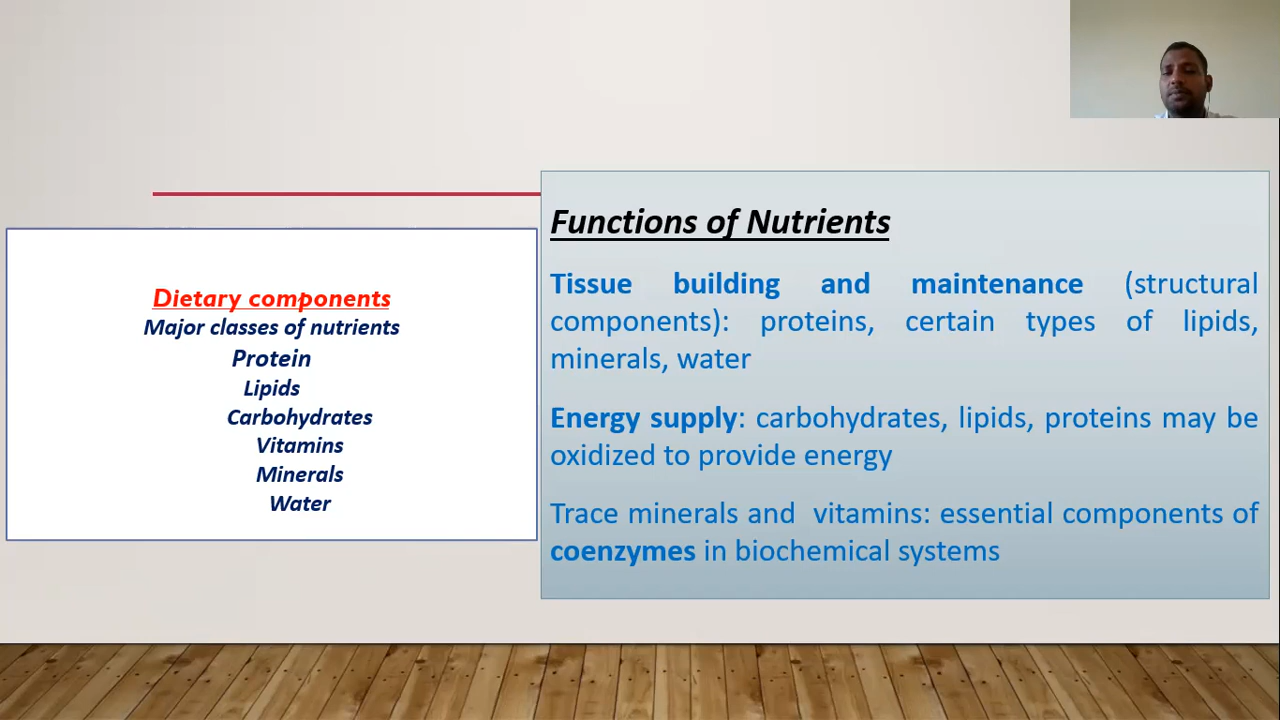 Dietary components
Major classes of nutrients
Protein
Lipids
Carbohydrates
Vitamins
Minerals
Water
Functions of Nutrients
Tissue building and maintenance (structural
components): proteins, certain types of lipids,
minerals, water
Energy supply: carbohydrates, lipids, proteins may be
oxidized to provide energy
Trace minerals and vitamins: essential components of
coenzymes in biochemical systems